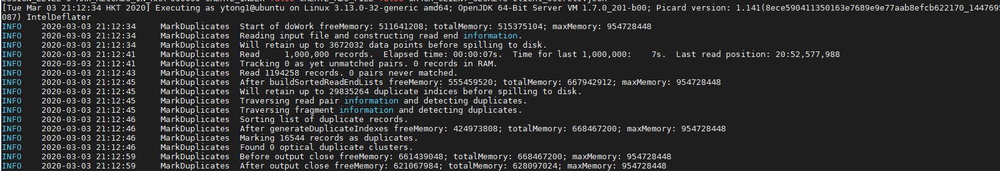 [Tue Mar 03 21:12:34 HKT 2020] Executing as ytong1@ubuntu on Linux 3.13.0-32-generic amd64; OpenJDK 64-Bit Server VM 1.7.0_201-b00; Picard version: 1.141(8ece590411350163e7689e9e77aab8efcb622170_1447695
087) IntelDeflater
INFO	2020-03-03 21:12:34	MarkDuplicates	Start of doWork freeMemory: 511641208; totalMemory: 515375104; maxMemory: 954728448
INFO	2020-03-03 21:12:34	MarkDuplicates	Reading input file and constructing read end information.
INFO	2020-03-03 21:12:34	MarkDuplicates	Will retain up to 3672032 data points before spilling to disk.
INFO	2020-03-03 21:12:41	MarkDuplicates	Read     1,000,000 records.  Elapsed time: 00:00:07s.  Time for last 1,000,000:    7s.  Last read position: 20:52,577,988
INFO	2020-03-03 21:12:41	MarkDuplicates	Tracking 0 as yet unmatched pairs. 0 records in RAM.
INFO	2020-03-03 21:12:43	MarkDuplicates	Read 1194258 records. 0 pairs never matched.
INFO	2020-03-03 21:12:45	MarkDuplicates	After buildSortedReadEndLists freeMemory: 555459520; totalMemory: 667942912; maxMemory: 954728448
INFO	2020-03-03 21:12:45	MarkDuplicates	Will retain up to 29835264 duplicate indices before spilling to disk.
INFO	2020-03-03 21:12:45	MarkDuplicates	Traversing read pair information and detecting duplicates.
INFO	2020-03-03 21:12:45	MarkDuplicates	Traversing fragment information and detecting duplicates.
INFO	2020-03-03 21:12:46	MarkDuplicates	Sorting list of duplicate records.
INFO	2020-03-03 21:12:46	MarkDuplicates	After generateDuplicateIndexes freeMemory: 424973808; totalMemory: 668467200; maxMemory: 954728448
INFO	2020-03-03 21:12:46	MarkDuplicates	Marking 16544 records as duplicates.
INFO	2020-03-03 21:12:46	MarkDuplicates	Found 0 optical duplicate clusters.
INFO	2020-03-03 21:12:59	MarkDuplicates	Before output close freeMemory: 661439048; totalMemory: 668467200; maxMemory: 954728448
INFO	2020-03-03 21:12:59	MarkDuplicates	After output close freeMemory: 621067984; totalMemory: 628097024; maxMemory: 954728448